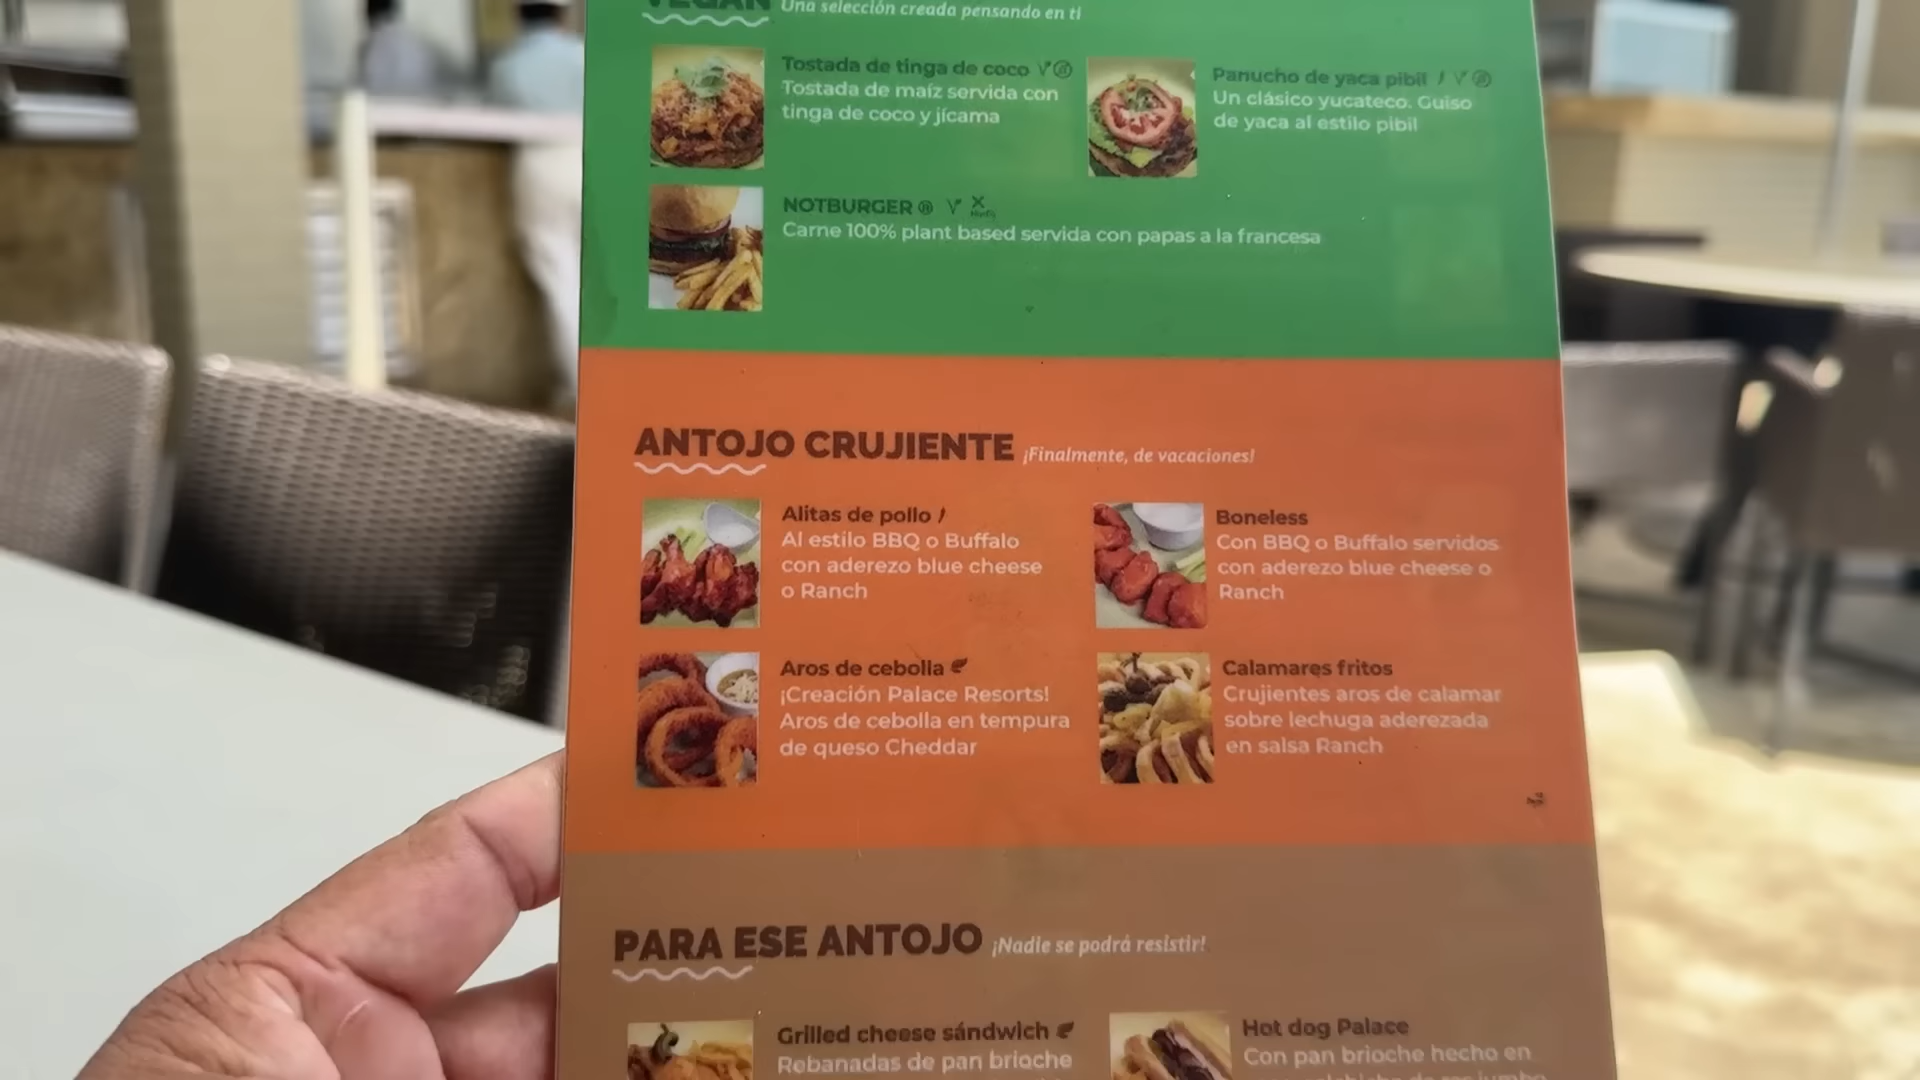 VEGAN Una selección creada pensando en ti
Tostada de tinga de coco
Tostada de maíz servida con
tinga de coco y jícama
Panucho de yaca pibil
Un clásico yucateco. Guiso
de yaca al estilo pibil
NOTBURGER ®
Carne 100% plant based servida con papas a la francesa
ANTOJO CRUJIENTE ¡Finalmente, de vacaciones!
Alitas de pollo
Al estilo BBQ o Buffalo
con aderezo blue cheese
o Ranch
Boneless
Con BBQ o Buffalo servidos
con aderezo blue cheese o
Ranch
Aros de cebolla
¡Creación Palace Resorts!
Aros de cebolla en tempura
de queso Cheddar
Calamares fritos
Crujientes aros de calamar
sobre lechuga aderezada
en salsa Ranch
PARA ESE ANTOJO ¡Nadie se podrá resistir!
Grilled cheese sándwich
Rebanadas de pan brioche
Hot dog Palace
Con pan brioche hecho en